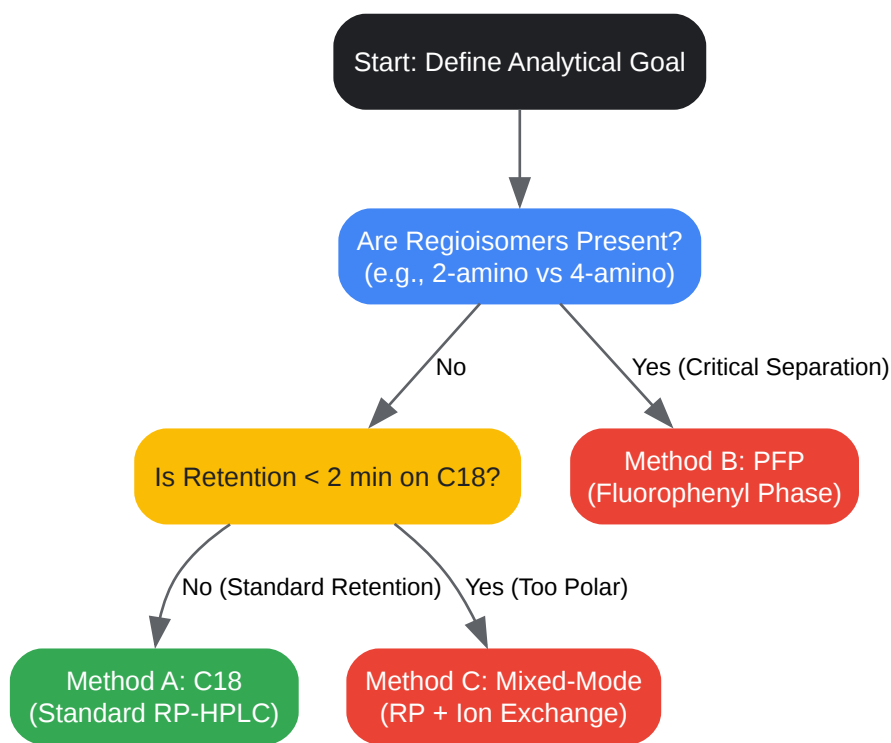 Start: Define Analytical Goal
Are Regioisomers Present?
(e.g., 2-amino vs 4-amino)
No
Yes (Critical Separation)
Is Retention < 2 min on C18?
Method B: PFP
(Fluorophenyl Phase)
No (Standard Retention)
Yes (Too Polar)
Method A: C18
(Standard RP-HPLC)
Method C: Mixed-Mode
(RP + Ion Exchange)